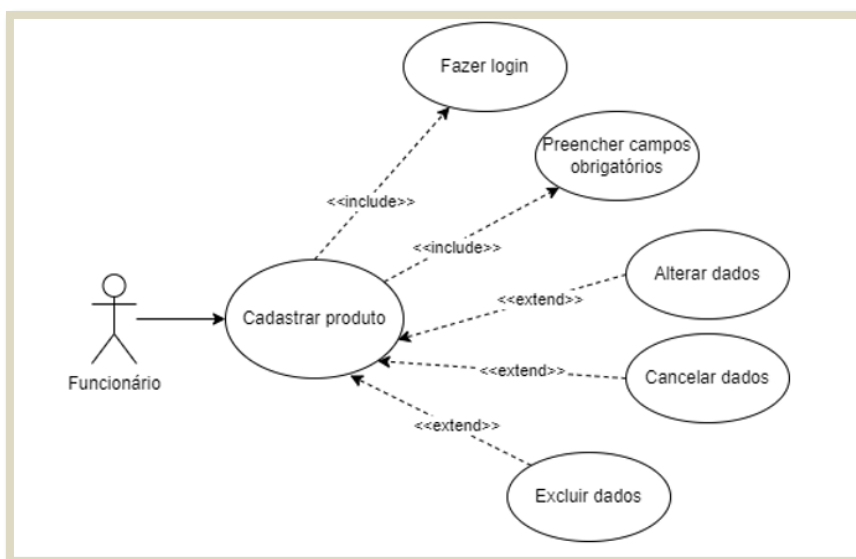 Fazer login
Preencher campos
obrigatórios
<<include>>
<<include>>
Alterar dados
<<extend>>
Cadastrar produto
<<extend>>
Cancelar dados
Funcionário
<<extend>>
Excluir dados